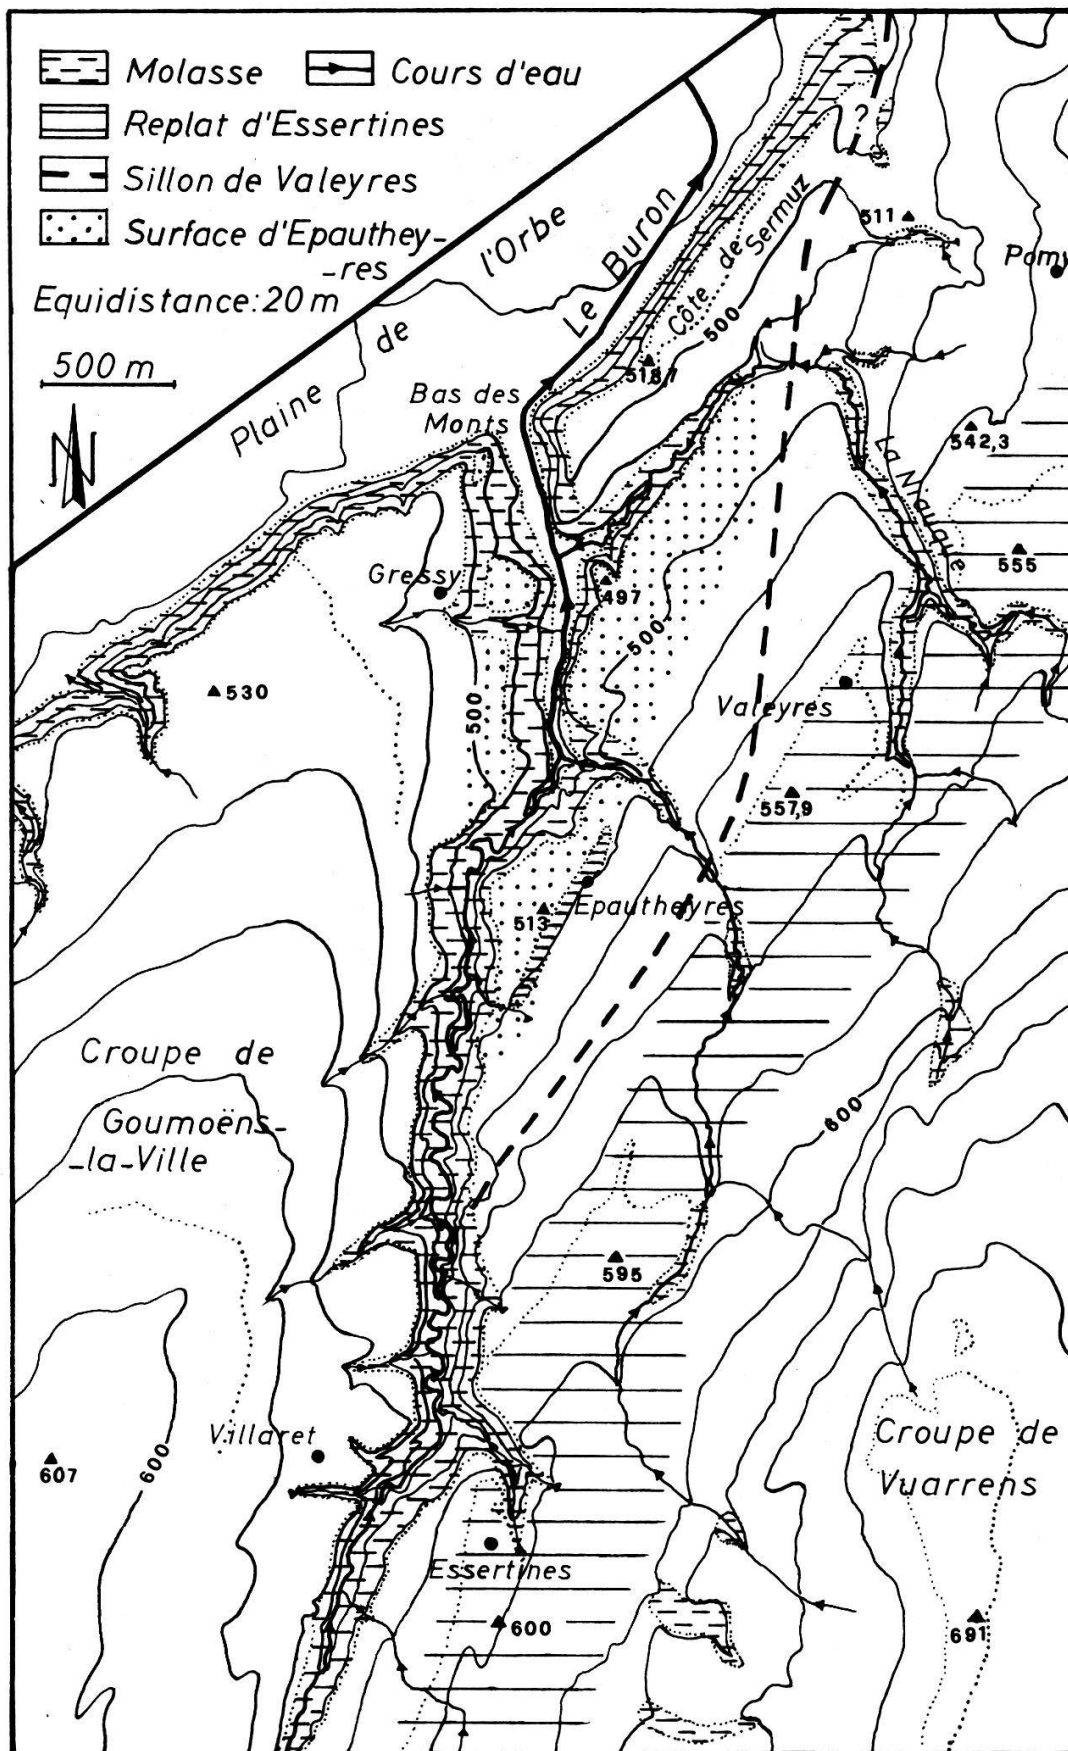 Molasse
Cours d'eau
Replat d'Essertines
Sillon de Valeyres
Surface d'Epauthey-
-res
Equidistance: 20 m
500 m
N
Plaine de l'Orbe
Le Buron
Côte de Sermuz
?
511
Pomy
500
518,1
Bas des
Monts
542,3
La Niauque
555
Gressy
497
500
530
500
Valeyres
557,9
Epautheyres
513
Croupe de
Goumoëns-
-la-Ville
600
595
Villaret
607
600
Croupe de
Vuarrens
Essertines
600
691